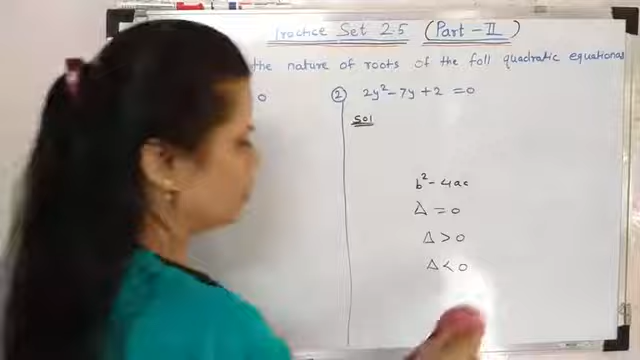 Practice Set 2.5 (Part - II)
the nature of roots of the foll quadratic equations
0
② 2y² - 7y + 2 = 0
Sol
b² - 4ac
Δ = 0
Δ > 0
Δ < 0